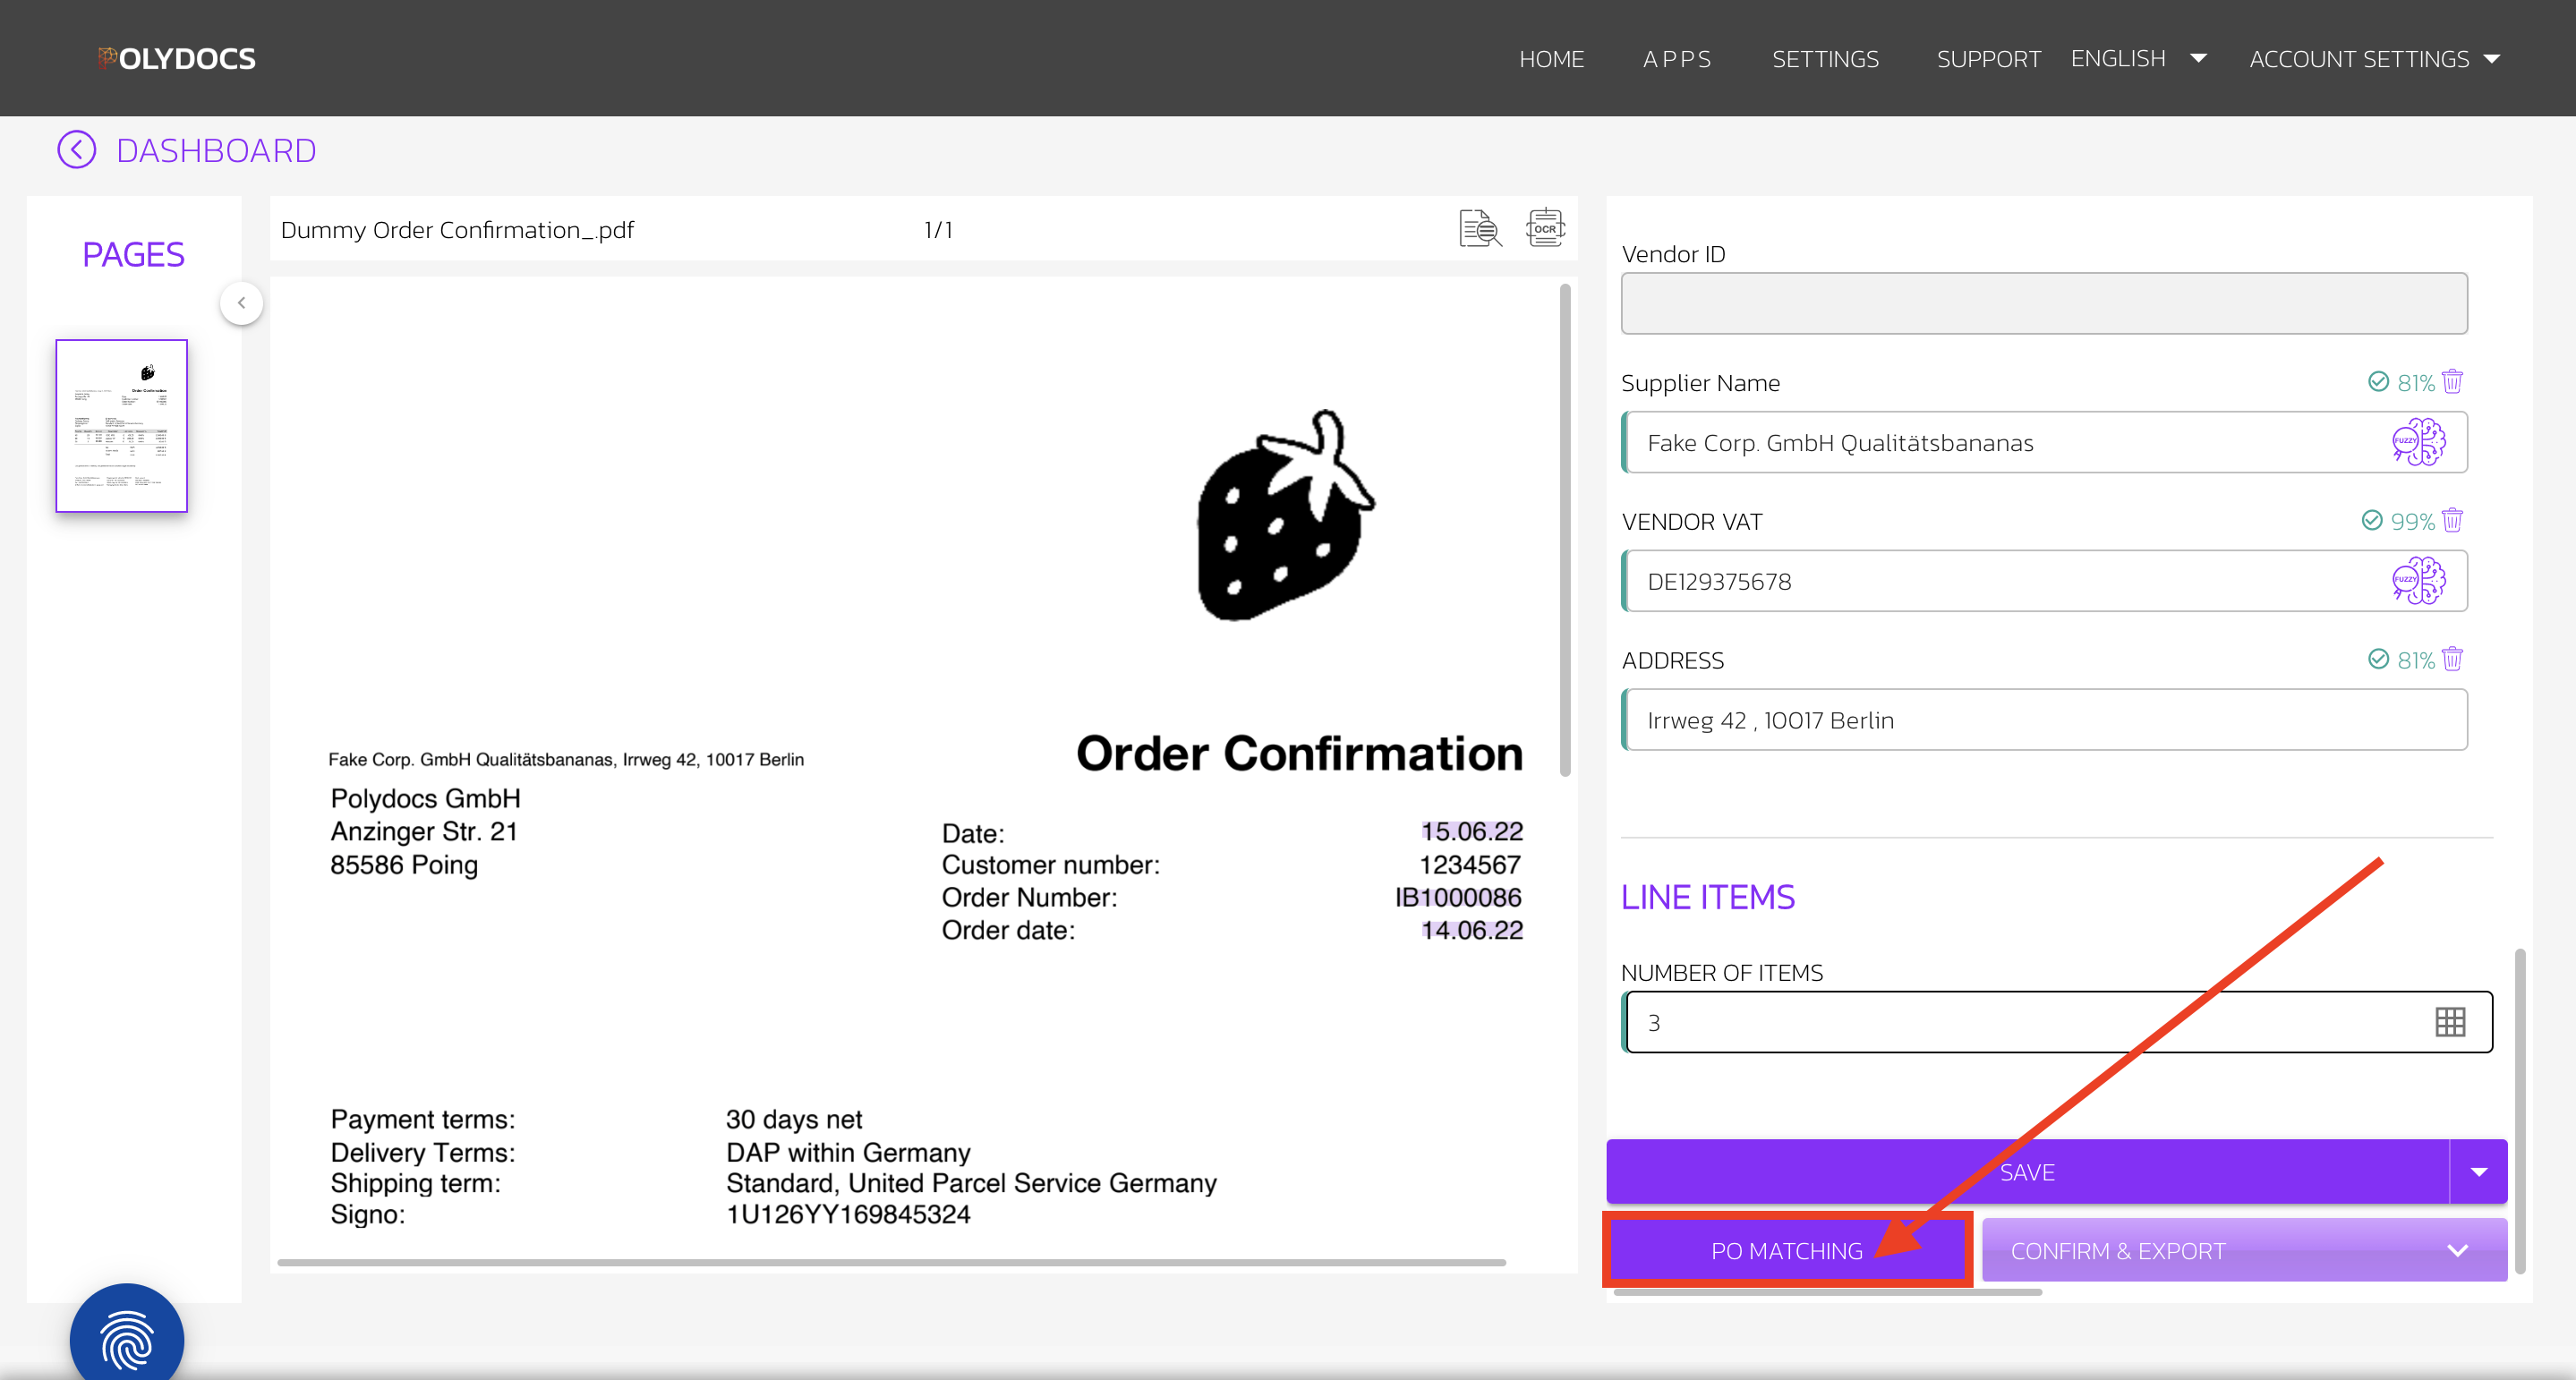 POLYDOCS
HOME
APPS
SETTINGS
SUPPORT
ENGLISH
ACCOUNT SETTINGS
DASHBOARD
PAGES
Order Confirmation
Dummy Order Confirmation_.pdf
1/1
OCR
Order Confirmation
Fake Corp. GmbH Qualitätsbananas, Irrweg 42, 10017 Berlin
Polydocs GmbH
Anzinger Str. 21
85586 Poing
Date: 15.06.22
Customer number: 1234567
Order Number: IB1000086
Order date: 14.06.22
Payment terms: 30 days net
Delivery Terms: DAP within Germany
Shipping term: Standard, United Parcel Service Germany
Signo: 1U126YY169845324
Vendor ID
Supplier Name
81%
Fake Corp. GmbH Qualitätsbananas
FUZZY
VENDOR VAT
99%
DE129375678
FUZZY
ADDRESS
81%
Irrweg 42 , 10017 Berlin
LINE ITEMS
NUMBER OF ITEMS
3
SAVE
PO MATCHING
CONFIRM & EXPORT